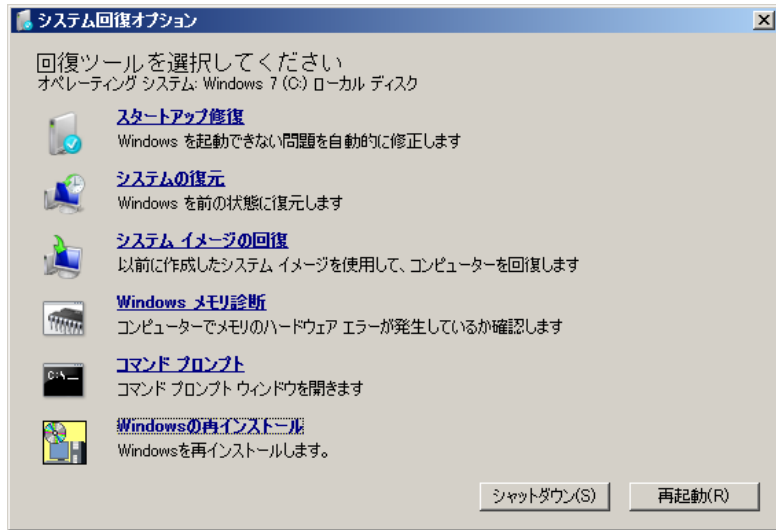 システム回復オプション
回復ツールを選択してください
オペレーティング システム: Windows 7 (C:) ローカル ディスク
スタートアップ修復
Windows を起動できない問題を自動的に修正します
システムの復元
Windows を前の状態に復元します
システム イメージの回復
以前に作成したシステム イメージを使用して、コンピューターを回復します
Windows メモリ診断
コンピューターでメモリのハードウェア エラーが発生しているか確認します
C:\_
コマンド プロンプト
コマンド プロンプト ウィンドウを開きます
Windowsの再インストール
Windowsを再インストールします。
シャットダウン(S)
再起動(R)